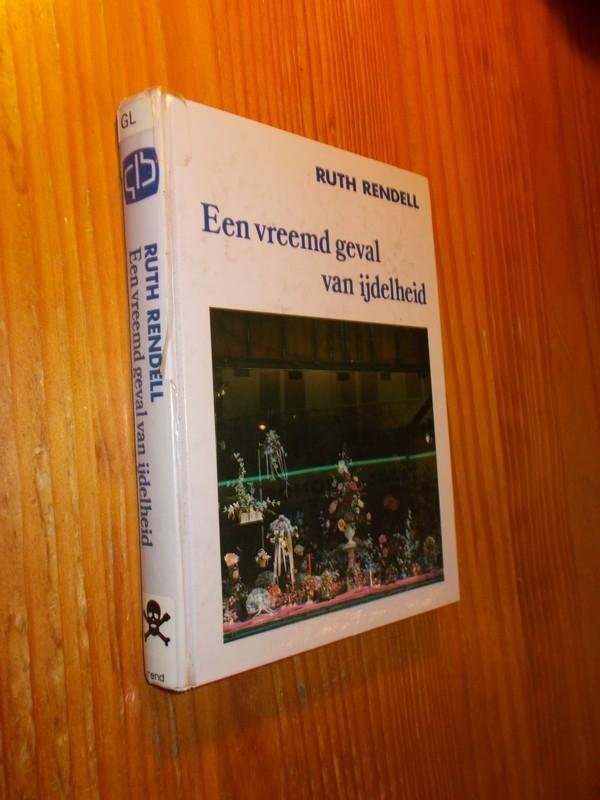 GL
RUTH RENDELL
Een vreemd geval van ijdelheid
rend
RUTH RENDELL
Een vreemd geval
van ijdelheid